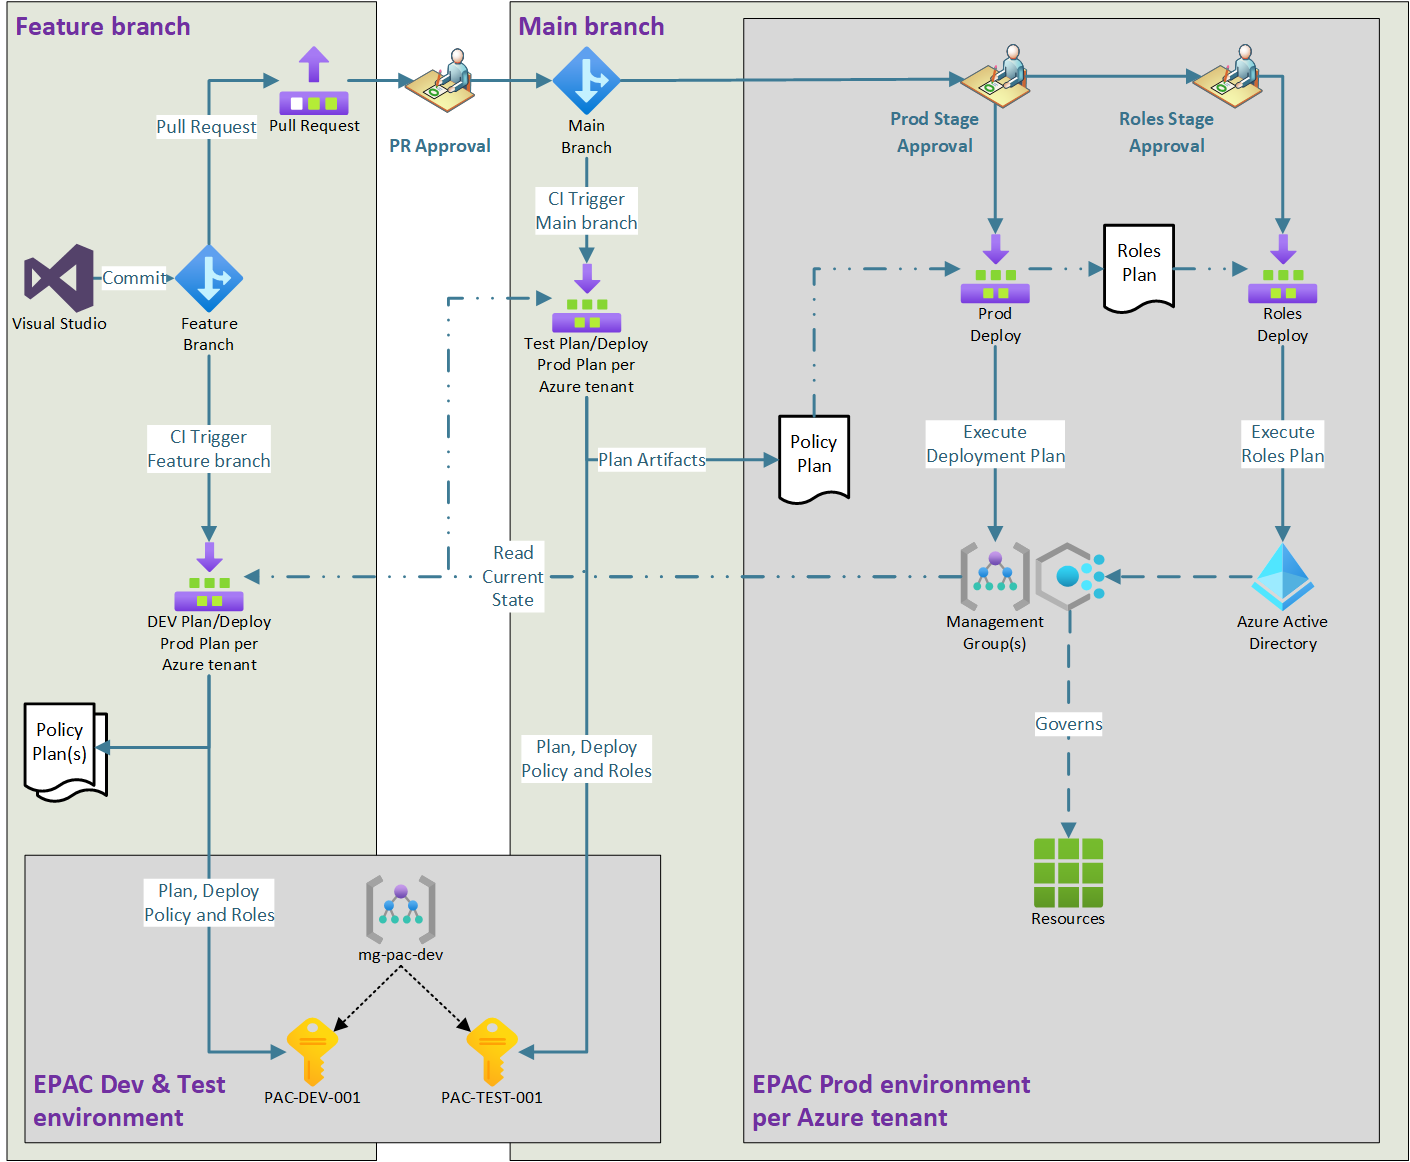 Feature branch
Main branch
Pull Request
Pull Request
PR Approval
Main
Branch
Prod Stage
Approval
Roles Stage
Approval
CI Trigger
Main branch
Commit
Visual Studio
Feature
Branch
Roles
Plan
Prod
Deploy
Roles
Deploy
Test Plan/Deploy
Prod Plan per
Azure tenant
CI Trigger
Feature branch
Plan Artifacts
Policy
Plan
Execute
Deployment Plan
Execute
Roles Plan
Read
Current
State
DEV Plan/Deploy
Prod Plan per
Azure tenant
Management
Group(s)
Azure Active
Directory
Policy
Plan(s)
Plan, Deploy
Policy and Roles
Governs
Plan, Deploy
Policy and Roles
mg-pac-dev
Resources
PAC-DEV-001
PAC-TEST-001
EPAC Dev & Test
environment
EPAC Prod environment
per Azure tenant